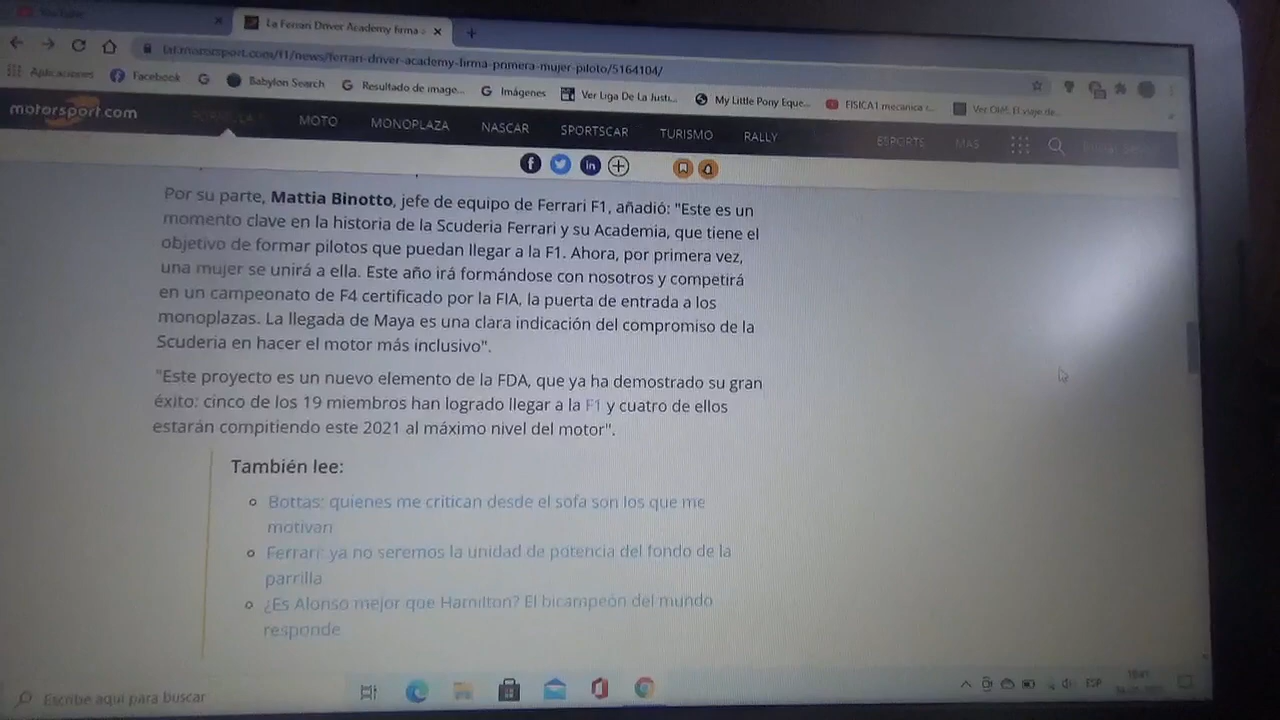 YouTube
La Ferrari Driver Academy firma
lat.motorsport.com/f1/news/ferrari-driver-academy-firma-primera-mujer-piloto/5164104/
Aplicaciones Facebook Babylon Search Resultado de image... Imágenes Ver Liga De La Justi... My Little Pony Eque... FISICA1 mecanica
motorsport.com MOTO MONOPLAZA NASCAR SPORTSCAR TURISMO RALLY ESPORTS MÁS
Por su parte, Mattia Binotto, jefe de equipo de Ferrari F1, añadió: "Este es un
momento clave en la historia de la Scuderia Ferrari y su Academia, que tiene el
objetivo de formar pilotos que puedan llegar a la F1. Ahora, por primera vez,
una mujer se unirá a ella. Este año irá formándose con nosotros y competirá
en un campeonato de F4 certificado por la FIA, la puerta de entrada a los
monoplazas. La llegada de Maya es una clara indicación del compromiso de la
Scuderia en hacer el motor más inclusivo".
"Este proyecto es un nuevo elemento de la FDA, que ya ha demostrado su gran
éxito: cinco de los 19 miembros han logrado llegar a la F1 y cuatro de ellos
estarán compitiendo este 2021 al máximo nivel del motor".
También lee:
Bottas: quienes me critican desde el sofa son los que me
motivan
Ferrari: ya no seremos la unidad de potencia del fondo de la
parrilla
¿Es Alonso mejor que Hamilton? El bicampeón del mundo
responde
Escribe aquí para buscar
ESP